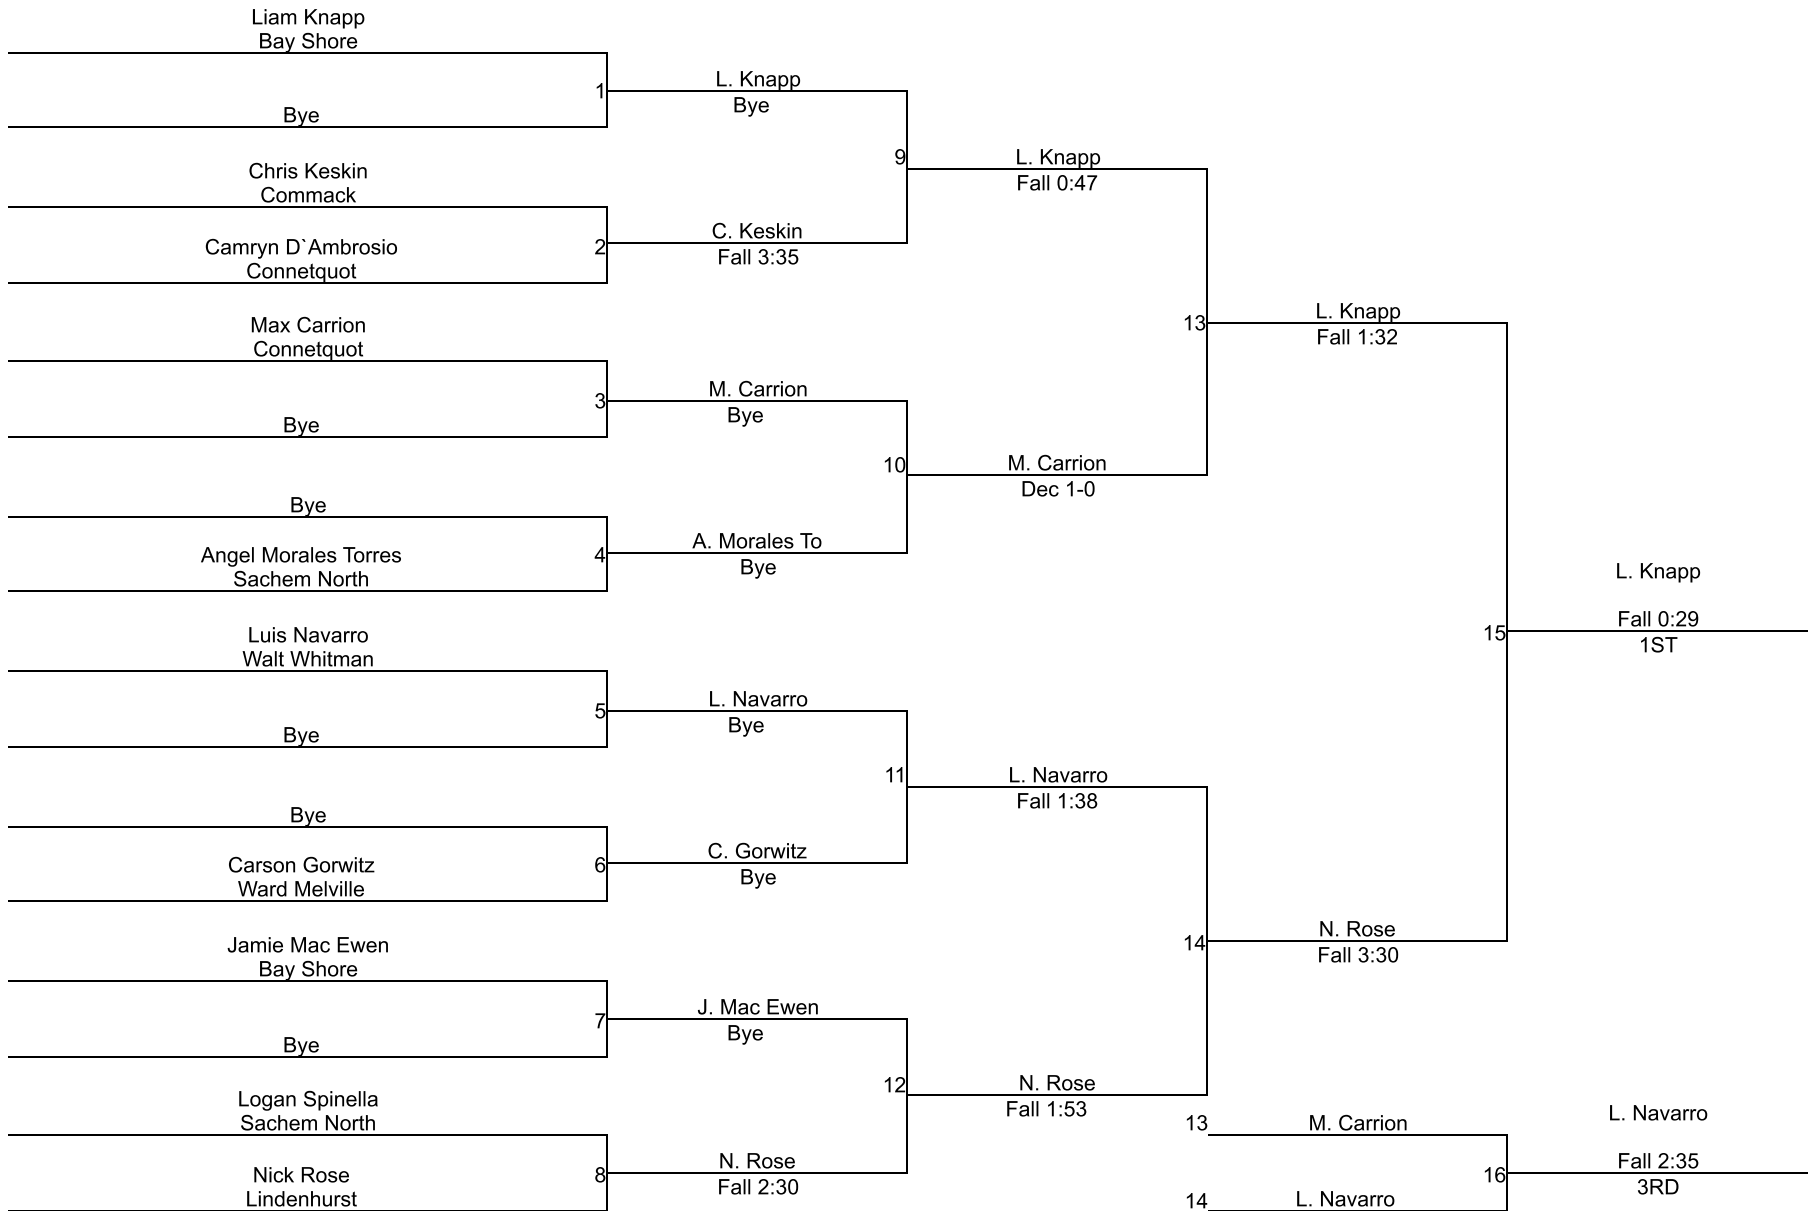 Liam Knapp
Bay Shore
1
Bye
L. Knapp
Bye
Chris Keskin
Commack
2
Camryn D`Ambrosio
Connetquot
C. Keskin
Fall 3:35
9
L. Knapp
Fall 0:47
Max Carrion
Connetquot
3
Bye
M. Carrion
Bye
Bye
4
Angel Morales Torres
Sachem North
A. Morales To
Bye
10
M. Carrion
Dec 1-0
13
L. Knapp
Fall 1:32
Luis Navarro
Walt Whitman
5
Bye
L. Navarro
Bye
Bye
6
Carson Gorwitz
Ward Melville
C. Gorwitz
Bye
11
L. Navarro
Fall 1:38
Jamie Mac Ewen
Bay Shore
7
Bye
J. Mac Ewen
Bye
Logan Spinella
Sachem North
8
Nick Rose
Lindenhurst
N. Rose
Fall 2:30
12
N. Rose
Fall 1:53
14
N. Rose
Fall 3:30
15
L. Knapp
Fall 0:29
1ST
13
M. Carrion
14
L. Navarro
16
L. Navarro
Fall 2:35
3RD